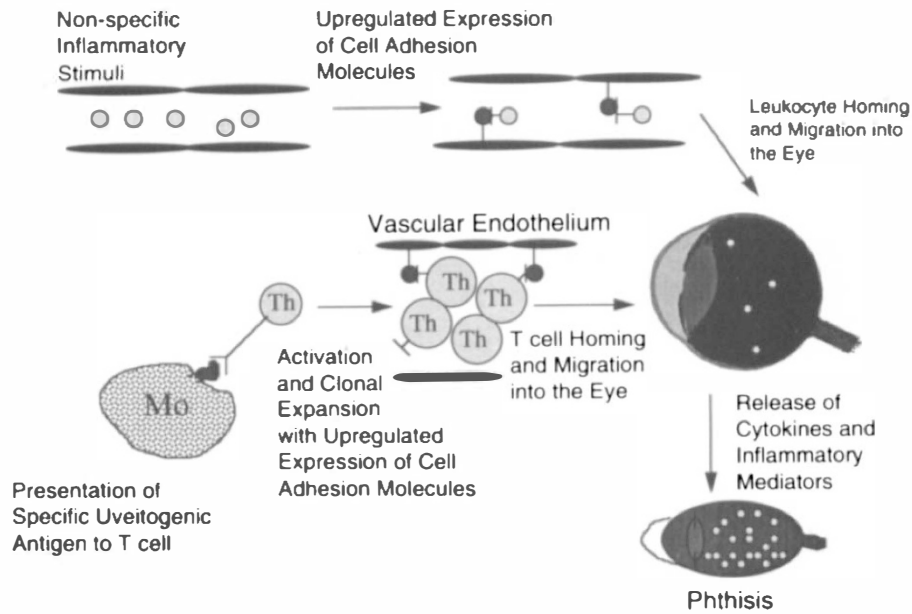 Non-specific
Inflammatory
Stimuli
Upregulated Expression
of Cell Adhesion
Molecules
Leukocyte Homing
and Migration into
the Eye
Vascular Endothelium
Th
Th
Th
Th
Th
Mo
Activation
and Clonal
Expansion
with Upregulated
Expression of Cell
Adhesion Molecules
T cell Homing
and Migration
into the Eye
Presentation of
Specific Uveitogenic
Antigen to T cell
Release of
Cytokines and
Inflammatory
Mediators
Phthisis